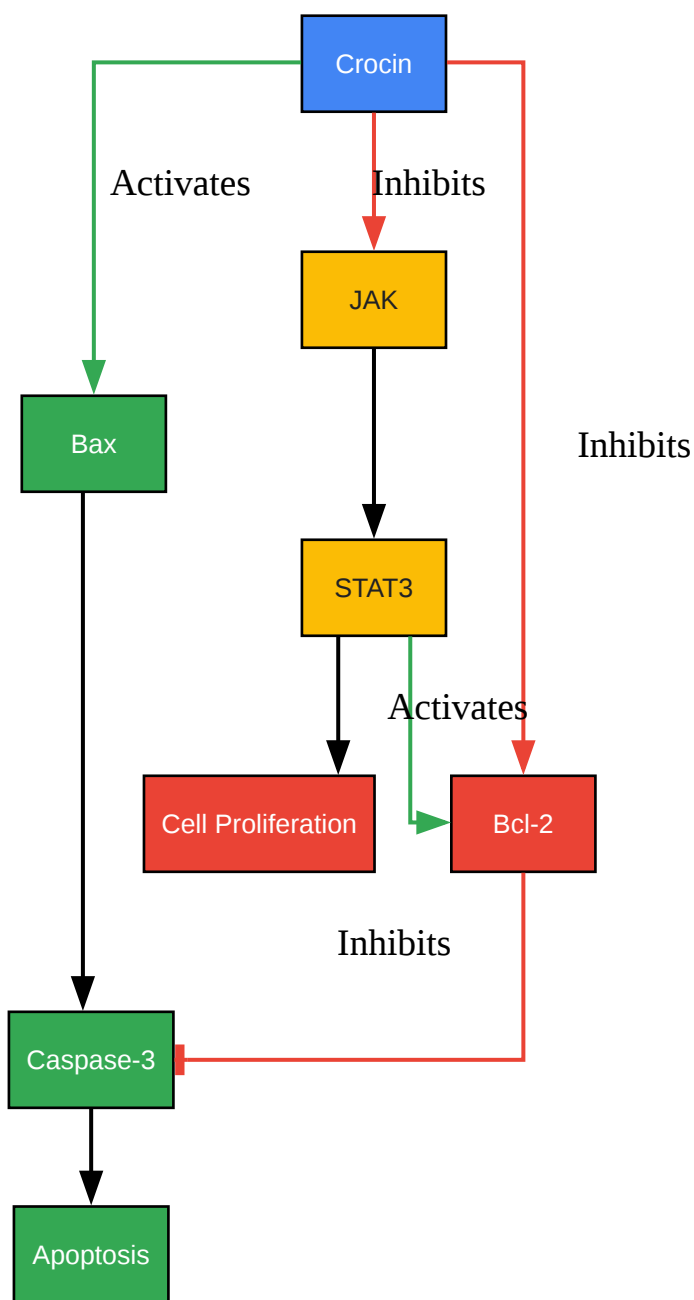 Crocin
Activates
Inhibits
JAK
Bax
Inhibits
STAT3
Activates
Cell Proliferation
Bcl-2
Inhibits
Caspase-3
Apoptosis